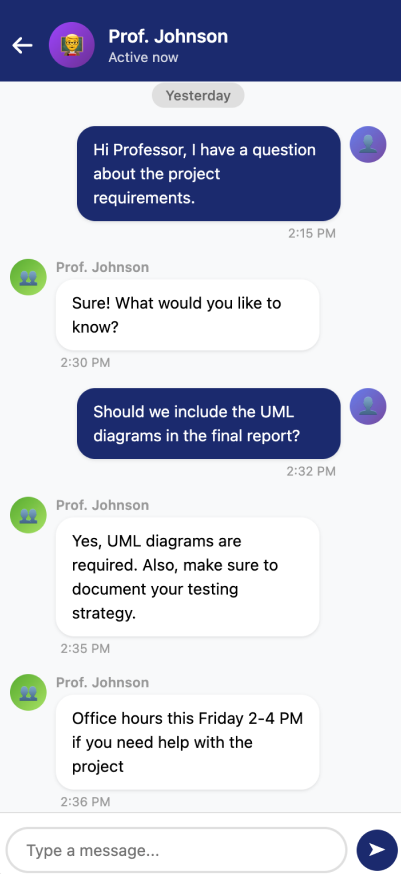 Prof. Johnson
Active now
Yesterday
Hi Professor, I have a question
about the project
requirements.
2:15 PM
Prof. Johnson
Sure! What would you like to
know?
2:30 PM
Should we include the UML
diagrams in the final report?
2:32 PM
Prof. Johnson
Yes, UML diagrams are
required. Also, make sure to
document your testing
strategy.
2:35 PM
Prof. Johnson
Office hours this Friday 2-4 PM
if you need help with the
project
2:36 PM
Type a message...